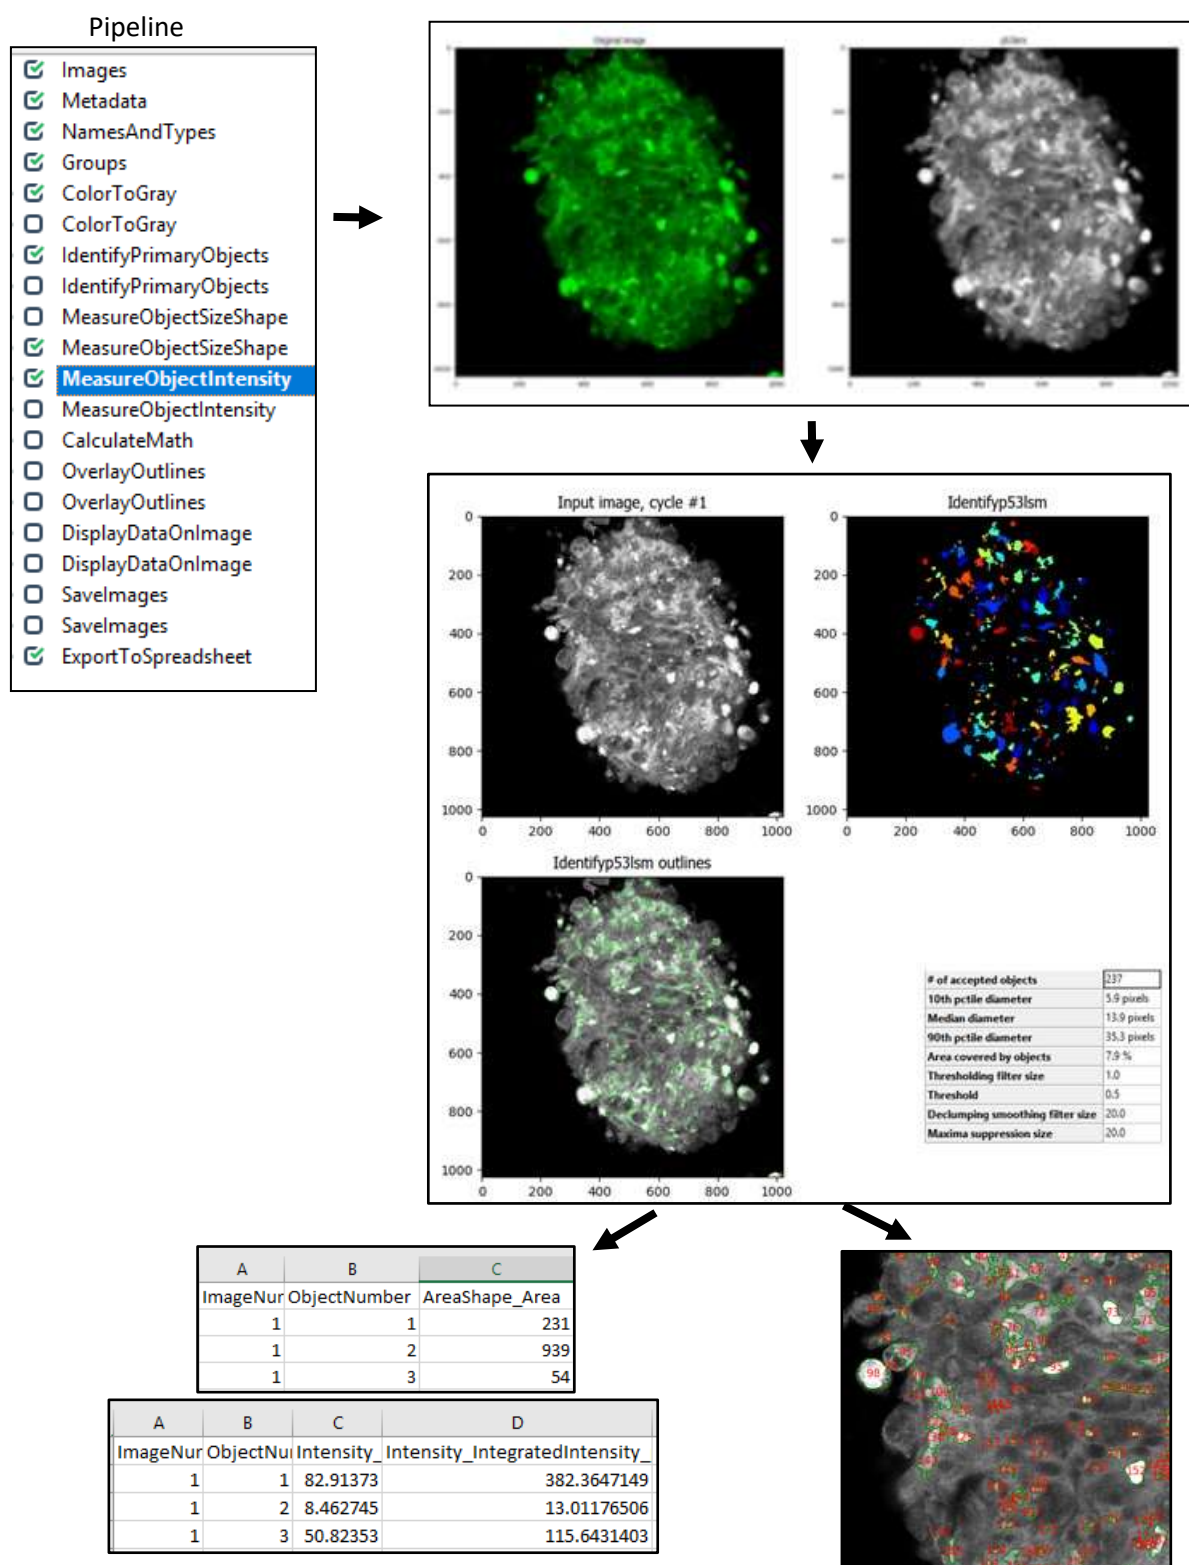 Pipeline
Images
Metadata
NamesAndTypes
Groups
ColorToGray
ColorToGray
IdentifyPrimaryObjects
IdentifyPrimaryObjects
MeasureObjectSizeShape
MeasureObjectSizeShape
MeasureObjectIntensity
MeasureObjectIntensity
CalculateMath
OverlayOutlines
OverlayOutlines
DisplayDataOnImage
DisplayDataOnImage
SaveImages
SaveImages
ExportToSpreadsheet
Original image
Input image, cycle #1
0
200
400
600
800
1000
0 200 400 600 800 1000
Identifyp53lsm
0
200
400
600
800
1000
0 200 400 600 800 1000
Identifyp53lsm outlines
0
200
400
600
800
1000
0 200 400 600 800 1000
# of accepted objects 237
10th pctile diameter 5.9 pixels
Median diameter 13.9 pixels
90th pctile diameter 35.3 pixels
Area covered by objects 7.9 %
Thresholding filter size 1.0
Threshold 0.5
Declumping smoothing filter size 20.0
Maxima suppression size 20.0
A B C
ImageNur ObjectNumber AreaShape_Area
1 1 231
1 2 939
1 3 54
A B C D
ImageNur ObjectNur Intensity_ Intensity_IntegratedIntensity_
1 1 82.91373 382.3647149
1 2 8.462745 13.01176506
1 3 50.82353 115.6431403
98
72
73
71
152